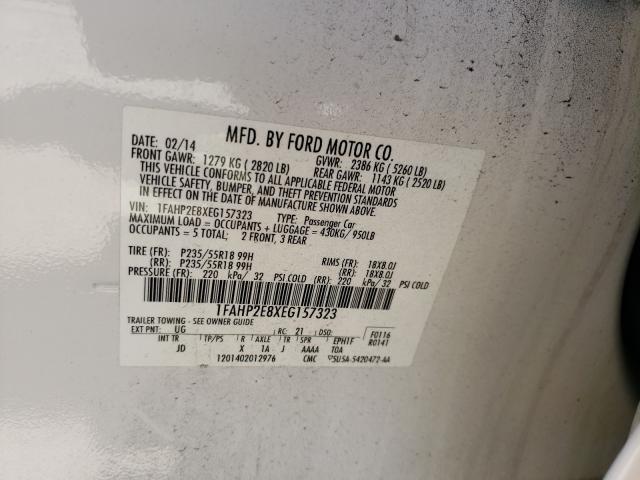 MFD. BY FORD MOTOR CO.
DATE: 02/14 GVWR: 2386 KG ( 5260 LB)
FRONT GAWR: 1279 KG ( 2820 LB) REAR GAWR: 1143 KG ( 2520 LB)
THIS VEHICLE CONFORMS TO ALL APPLICABLE FEDERAL MOTOR
VEHICLE SAFETY, BUMPER, AND THEFT PREVENTION STANDARDS
IN EFFECT ON THE DATE OF MANUFACTURE SHOWN ABOVE.
VIN: 1FAHP2E8XEG157323 TYPE: Passenger Car
MAXIMUM LOAD = OCCUPANTS + LUGGAGE = 430KG/ 950LB
OCCUPANTS = 5 TOTAL; 2 FRONT, 3 REAR
TIRE (FR): P235/55R18 99H RIMS (FR): 18X8.0J
(RR): P235/55R18 99H (RR): 18X8.0J
PRESSURE (FR): 220 kPa/ 32 PSI COLD (RR): 220 kPa/ 32 PSI COLD
1FAHP2E8XEG157323
TRAILER TOWING - SEE OWNER GUIDE
EXT PNT: UG RC: 21 DSO: F0116
R0141
INT TR TP/PS R AXLE TR SPR EPH1F
JD X 1A J AAAA T0A
1201402012976 CMC 5U5A-5420472-AA